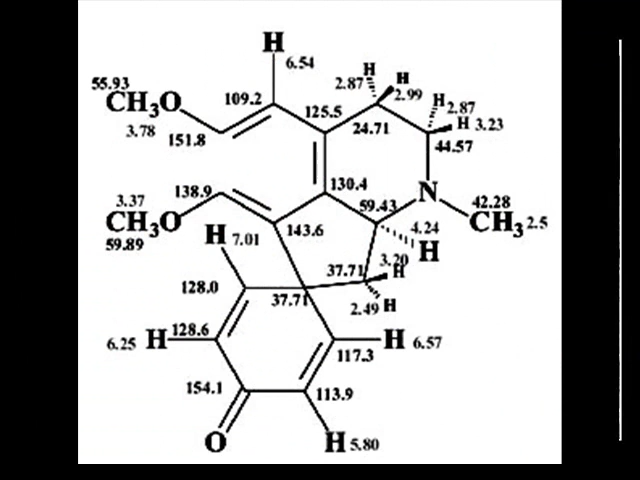 H
6.54
55.93
CH3O
3.78
109.2
151.8
125.5
2.87 H H
2.99
24.71
H 2.87
H 3.23
44.57
138.9
130.4
N
42.28
CH3 2.5
3.37
CH3O
59.89
59.43
4.24
H
143.6
H 7.01
37.71
3.20
H
128.0
37.71
2.49 H
6.25 H 128.6
H 6.57
117.3
154.1
113.9
O
H 5.80